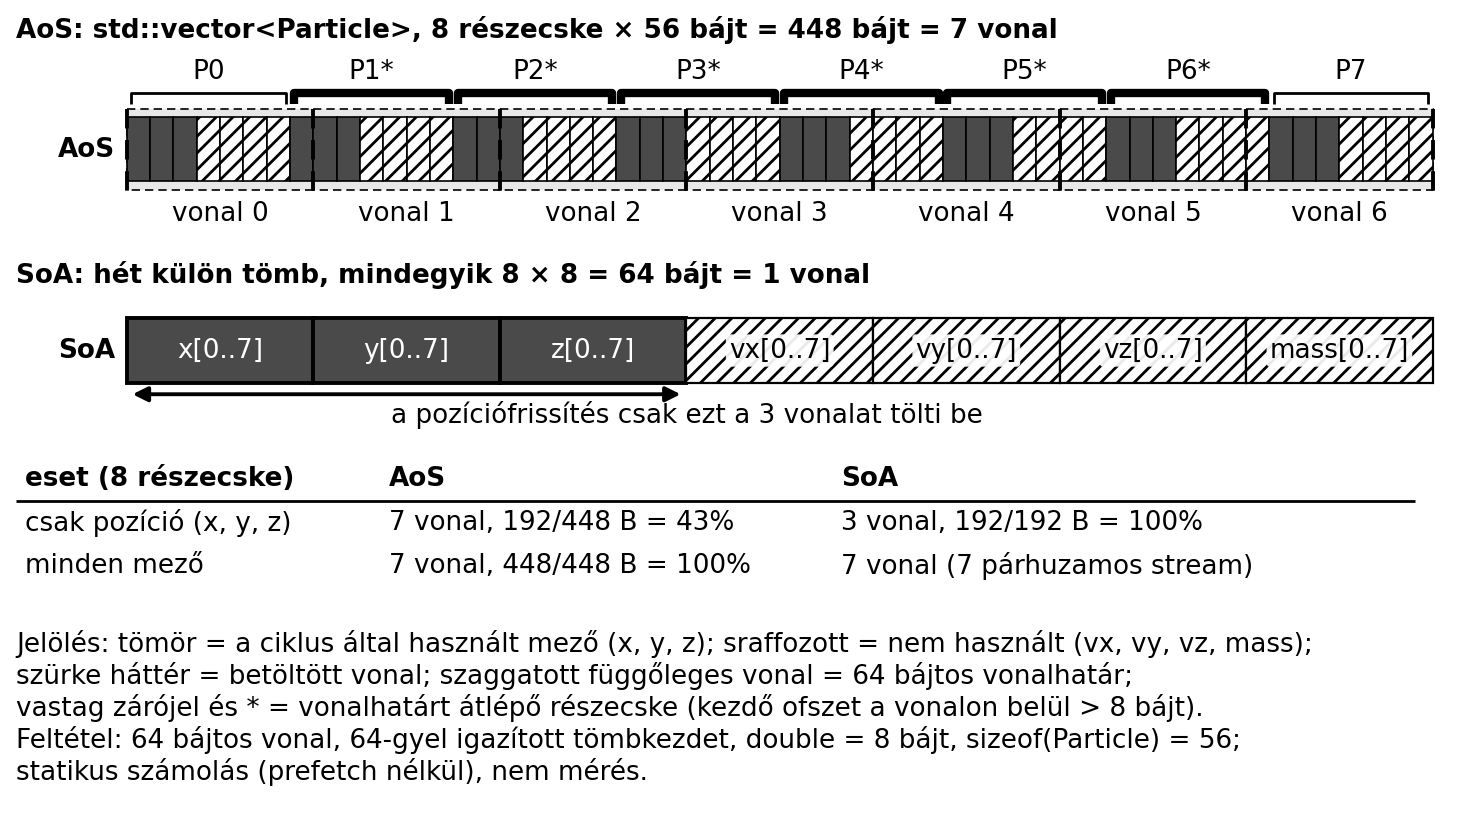 AoS: std::vector<Particle>, 8 részecske × 56 bájt = 448 bájt = 7 vonal
P0 P1* P2* P3* P4* P5* P6* P7
AoS
vonal 0 vonal 1 vonal 2 vonal 3 vonal 4 vonal 5 vonal 6
SoA: hét külön tömb, mindegyik 8 × 8 = 64 bájt = 1 vonal
SoA x[0..7] y[0..7] z[0..7] vx[0..7] vy[0..7] vz[0..7] mass[0..7]
a pozíciófrissítés csak ezt a 3 vonalat tölti be
eset (8 részecske) AoS SoA
csak pozíció (x, y, z) 7 vonal, 192/448 B = 43% 3 vonal, 192/192 B = 100%
minden mező 7 vonal, 448/448 B = 100% 7 vonal (7 párhuzamos stream)
Jelölés: tömör = a ciklus által használt mező (x, y, z); sraffozott = nem használt (vx, vy, vz, mass);
szürke háttér = betöltött vonal; szaggatott függőleges vonal = 64 bájtos vonalhatár;
vastag zárójel és * = vonalhatárt átlépő részecske (kezdő ofszet a vonalon belül > 8 bájt).
Feltétel: 64 bájtos vonal, 64-gyel igazított tömbkezdet, double = 8 bájt, sizeof(Particle) = 56;
statikus számolás (prefetch nélkül), nem mérés.